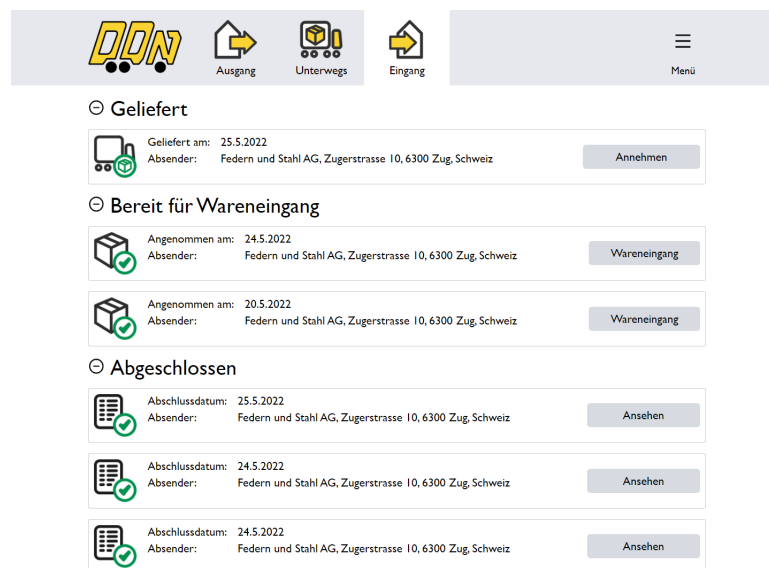 DDN
Ausgang
Unterwegs
Eingang
Menü
Geliefert
Geliefert am: 25.5.2022
Absender: Federn und Stahl AG, Zugerstrasse 10, 6300 Zug, Schweiz
Annehmen
Bereit für Wareneingang
Angenommen am: 24.5.2022
Absender: Federn und Stahl AG, Zugerstrasse 10, 6300 Zug, Schweiz
Wareneingang
Angenommen am: 20.5.2022
Absender: Federn und Stahl AG, Zugerstrasse 10, 6300 Zug, Schweiz
Wareneingang
Abgeschlossen
Abschlussdatum: 25.5.2022
Absender: Federn und Stahl AG, Zugerstrasse 10, 6300 Zug, Schweiz
Ansehen
Abschlussdatum: 24.5.2022
Absender: Federn und Stahl AG, Zugerstrasse 10, 6300 Zug, Schweiz
Ansehen
Abschlussdatum: 24.5.2022
Absender: Federn und Stahl AG, Zugerstrasse 10, 6300 Zug, Schweiz
Ansehen